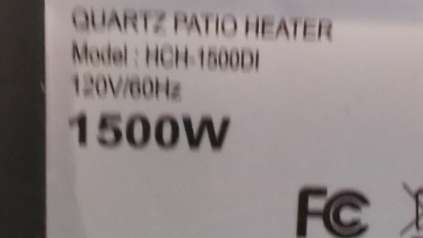 QUARTZ PATIO HEATER
Model : HCH-1500DI
120V/60Hz
1500W
FC